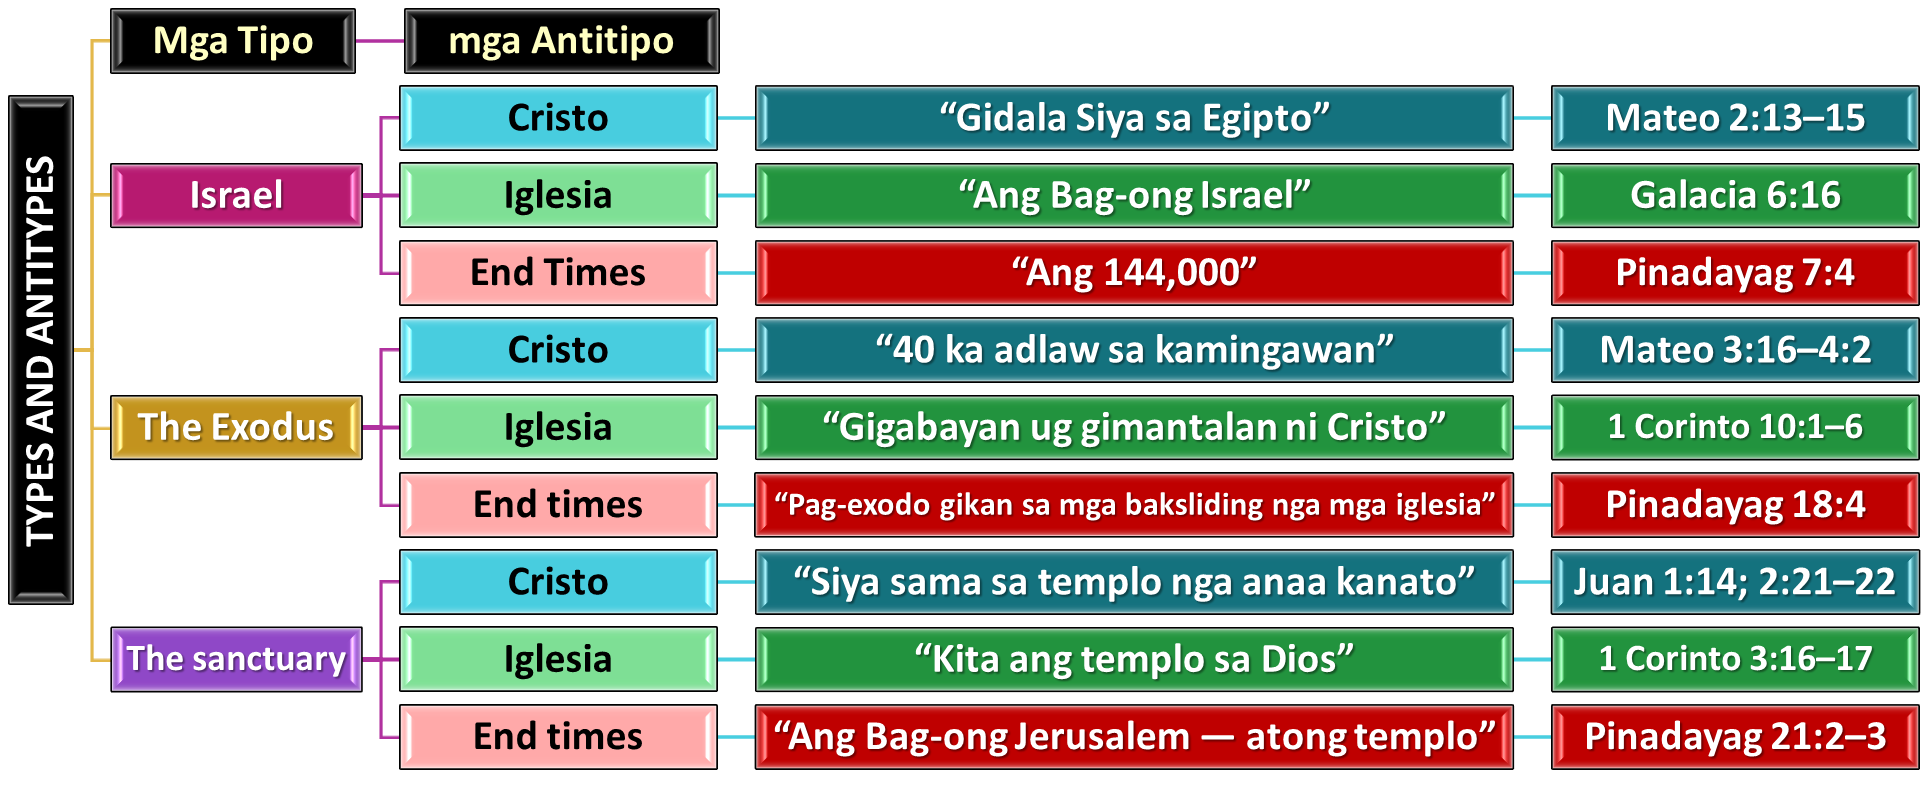 TYPES AND ANTITYPES
Mga Tipo
mga Antitipo
Israel
Cristo
“Gidala Siya sa Egipto”
Mateo 2:13–15
Iglesia
“Ang Bag-ong Israel”
Galacia 6:16
End Times
“Ang 144,000”
Pinadayag 7:4
The Exodus
Cristo
“40 ka adlaw sa kamingawan”
Mateo 3:16–4:2
Iglesia
“Gigabayan ug gimantalan ni Cristo”
1 Corinto 10:1–6
End times
“Pag-exodo gikan sa mga baksliding nga mga iglesia”
Pinadayag 18:4
The sanctuary
Cristo
“Siya sama sa templo nga anaa kanato”
Juan 1:14; 2:21–22
Iglesia
“Kita ang templo sa Dios”
1 Corinto 3:16–17
End times
“Ang Bag-ong Jerusalem — atong templo”
Pinadayag 21:2–3